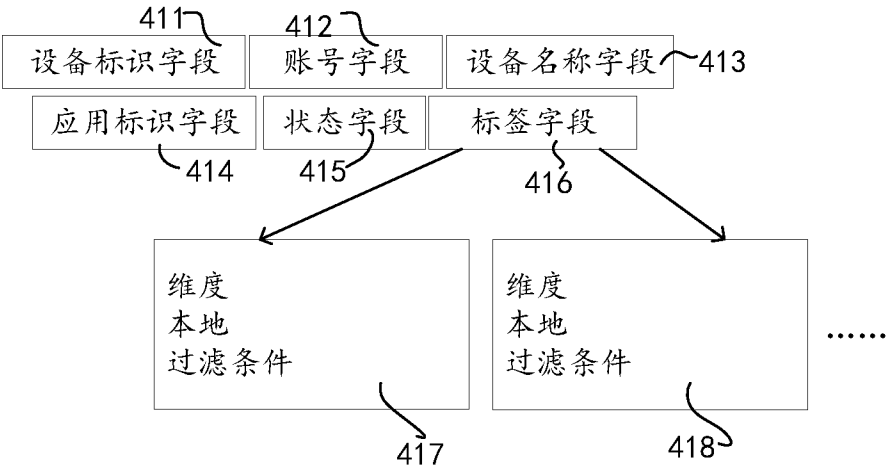 411
412
设备标识字段
账号字段
设备名称字段
413
应用标识字段
状态字段
标签字段
414
415
416
维度
本地
过滤条件
417
维度
本地
过滤条件
418
……